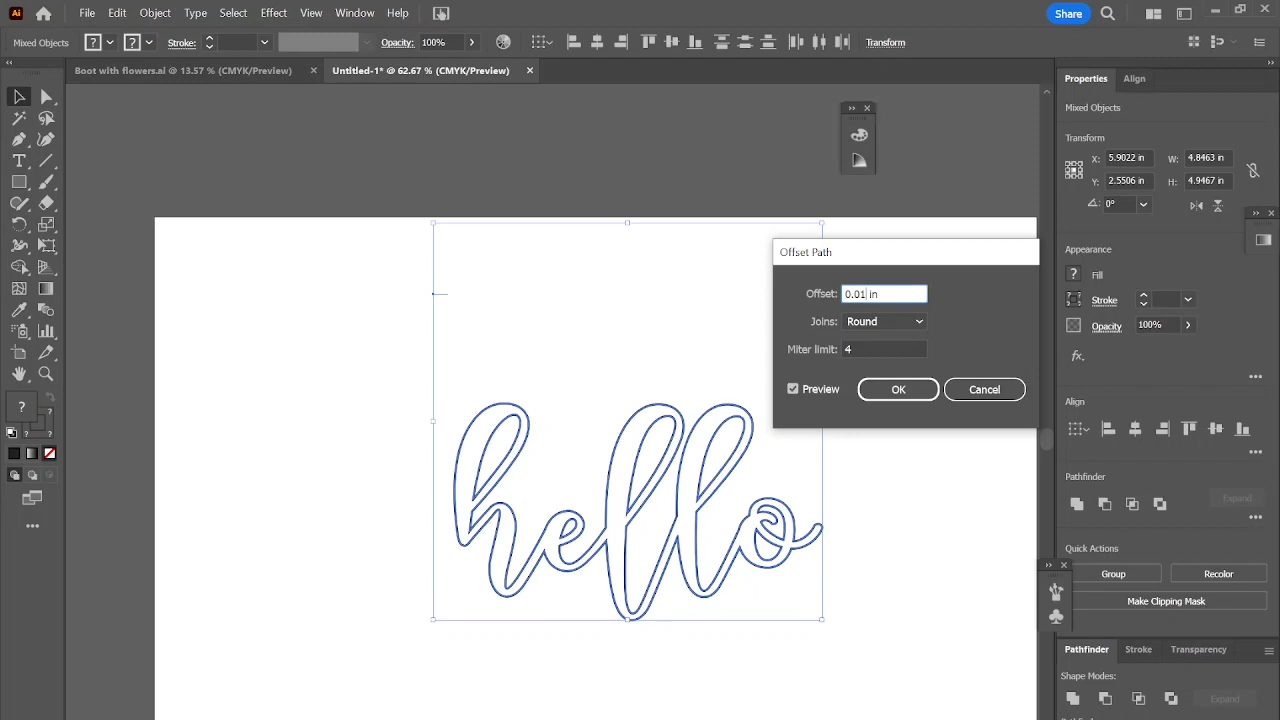 Ai File Edit Object Type Select Effect View Window Help Share
Mixed Objects ? ? Stroke: Opacity: 100% Transform
Boot with flowers.ai @ 13.57 % (CMYK/Preview) Untitled-1* @ 62.67 % (CMYK/Preview)
Properties Align
Mixed Objects
Transform
X: 5.9022 in W: 4.8463 in
Y: 2.5506 in H: 4.9467 in
0°
Offset Path
Offset: 0.01 in
Joins: Round
Miter limit: 4
Preview OK Cancel
Appearance
? Fill
Stroke
Opacity 100%
fx.
Align
Pathfinder
Expand
Quick Actions
Group Recolor
Make Clipping Mask
Pathfinder Stroke Transparency
Shape Modes:
Expand
T
? ?
? ?
hello